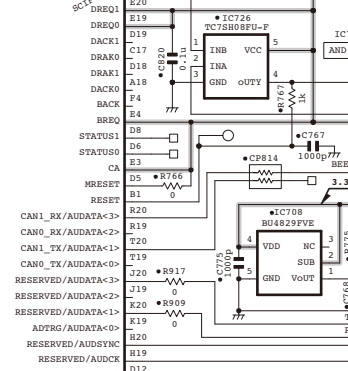 E20
DREQ1
E19
DREQ0
D19
DACK1
C17
DRAK0
D18
DRAK1
A18
DACK0
F4
BACK
E4
BREQ
D8
STATUS1
D6
STATUS0
E3
CA
D5
MRESET
B1
RESET
R20
CAN1_RX/AUDATA<3>
R19
CAN0_RX/AUDATA<2>
T20
CAN1_TX/AUDATA<1>
T19
CAN0_TX/AUDATA<0>
J20
RESERVED/AUDATA<3>
J19
RESERVED/AUDATA<2>
K20
RESERVED/AUDATA<1>
K19
ADTRG/AUDATA<0>
H20
RESERVED/AUDSYNC
H19
RESERVED/AUDCK
D12
IC726
TC7SH08FU-F
1 INB
2 INA
3 GND
VCC 5
oUTY 4
C820
0.1u
R767
1k
AND
C767
1000p
CP814
R766
0
BEE
3.3
IC708
BU4829FVE
4 VDD
5 GND
NC 3
SUB 2
VoUT 1
C775
1000p
R775
C768
R917
0
R909
0